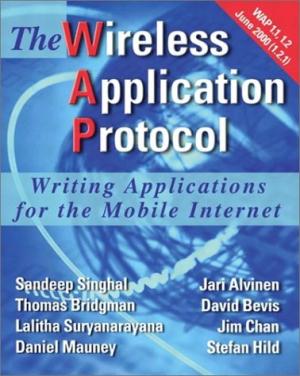 The Wireless
Application
Protocol
WAP 1.1, 1.2
June 2000 (1.2.1)
Writing Applications
for the Mobile Internet
Sandeep Singhal
Thomas Bridgman
Lalitha Suryanarayana
Daniel Mauney
Jari Alvinen
David Bevis
Jim Chan
Stefan Hild